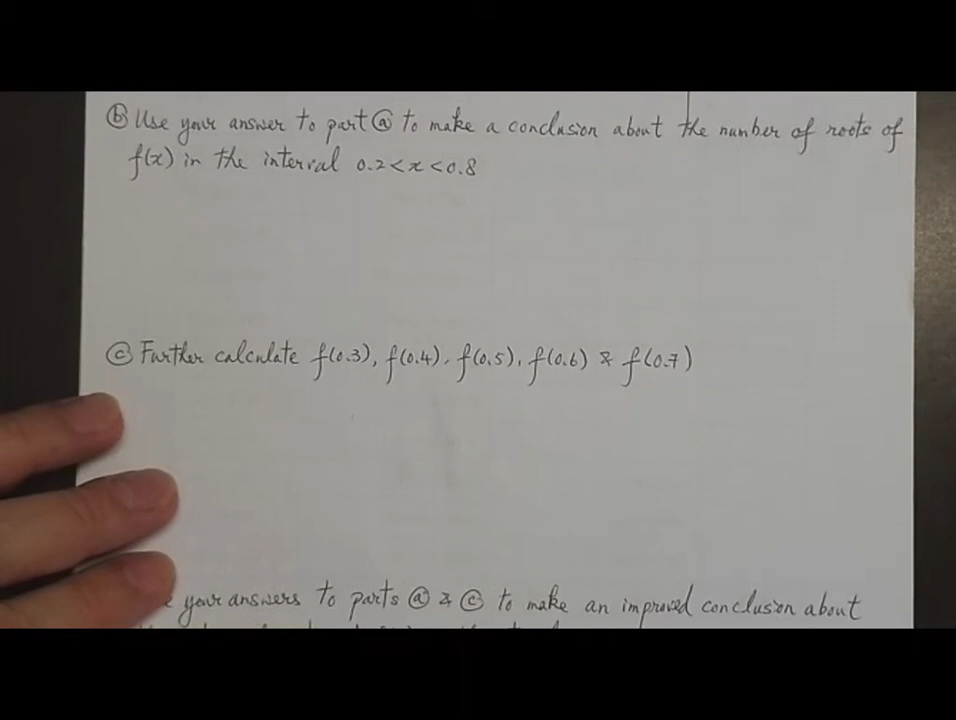 ⓑ Use your answer to part ⓐ to make a conclusion about the number of roots of
f(x) in the interval 0.2<x<0.8
ⓒ Further calculate f(0.3), f(0.4), f(0.5), f(0.6) & f(0.7)
your answers to parts ⓐ & ⓒ to make an improved conclusion about